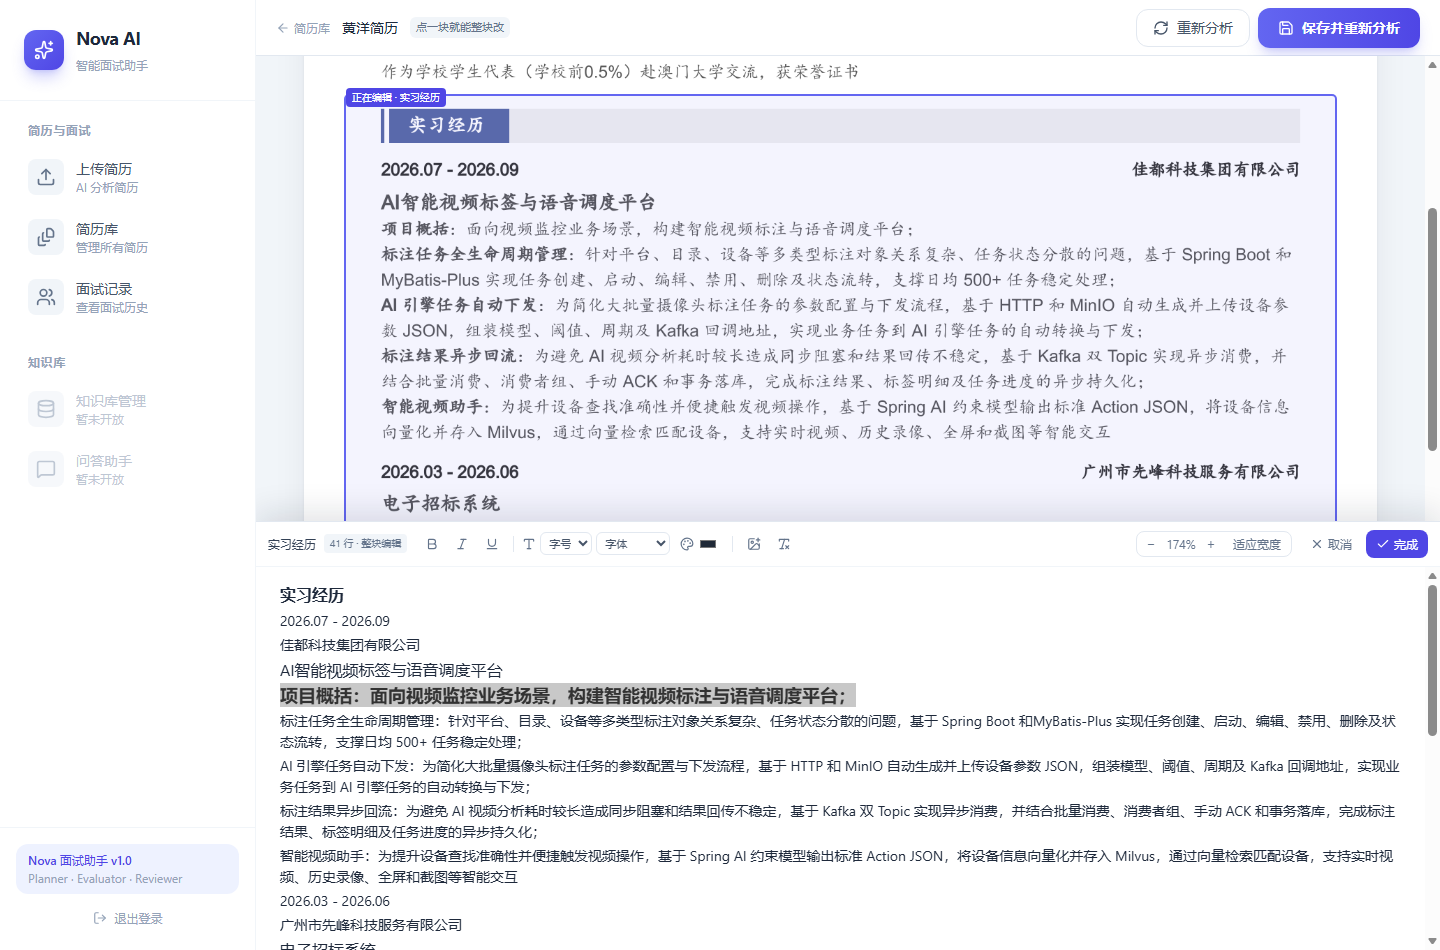 Nova AI
智能面试助手
简历与面试
上传简历
AI 分析简历
简历库
管理所有简历
面试记录
查看面试历史
知识库
知识库管理
暂未开放
问答助手
暂未开放
Nova 面试助手 v1.0
Planner · Evaluator · Reviewer
退出登录
简历库
黄洋简历
点一块就能整块改
重新分析
保存并重新分析
作为学校学生代表（学校前0.5%）赴澳门大学交流，获荣誉证书
正在编辑 · 实习经历
实习经历
2026.07 - 2026.09 佳都科技集团有限公司
AI智能视频标签与语音调度平台
项目概括：面向视频监控业务场景，构建智能视频标注与语音调度平台；
标注任务全生命周期管理：针对平台、目录、设备等多类型标注对象关系复杂、任务状态分散的问题，基于 Spring Boot 和
MyBatis-Plus 实现任务创建、启动、编辑、禁用、删除及状态流转，支撑日均 500+ 任务稳定处理；
AI 引擎任务自动下发：为简化大批量摄像头标注任务的参数配置与下发流程，基于 HTTP 和 MinIO 自动生成并上传设备参
数 JSON，组装模型、阈值、周期及 Kafka 回调地址，实现业务任务到 AI 引擎任务的自动转换与下发；
标注结果异步回流：为避免 AI 视频分析耗时较长造成同步阻塞和结果回传不稳定，基于 Kafka 双 Topic 实现异步消费，并
结合批量消费、消费者组、手动 ACK 和事务落库，完成标注结果、标签明细及任务进度的异步持久化；
智能视频助手：为提升设备查找准确性并便捷触发视频操作，基于 Spring AI 约束模型输出标准 Action JSON，将设备信息
向量化并存入 Milvus，通过向量检索匹配设备，支持实时视频、历史录像、全屏和截图等智能交互
2026.03 - 2026.06 广州市先峰科技服务有限公司
电子招标系统
实习经历
41 行 · 整块编辑
B I U T 字号 字体
− 174% + 适应宽度
取消
完成
实习经历
2026.07 - 2026.09
佳都科技集团有限公司
AI智能视频标签与语音调度平台
项目概括：面向视频监控业务场景，构建智能视频标注与语音调度平台；
标注任务全生命周期管理：针对平台、目录、设备等多类型标注对象关系复杂、任务状态分散的问题，基于 Spring Boot 和MyBatis-Plus 实现任务创建、启动、编辑、禁用、删除及状
态流转，支撑日均 500+ 任务稳定处理；
AI 引擎任务自动下发：为简化大批量摄像头标注任务的参数配置与下发流程，基于 HTTP 和 MinIO 自动生成并上传设备参数 JSON，组装模型、阈值、周期及 Kafka 回调地址，实现业
务任务到 AI 引擎任务的自动转换与下发；
标注结果异步回流：为避免 AI 视频分析耗时较长造成同步阻塞和结果回传不稳定，基于 Kafka 双 Topic 实现异步消费，并结合批量消费、消费者组、手动 ACK 和事务落库，完成标注
结果、标签明细及任务进度的异步持久化；
智能视频助手：为提升设备查找准确性并便捷触发视频操作，基于 Spring AI 约束模型输出标准 Action JSON，将设备信息向量化并存入 Milvus，通过向量检索匹配设备，支持实时视
频、历史录像、全屏和截图等智能交互
2026.03 - 2026.06
广州市先峰科技服务有限公司
电子招标系统